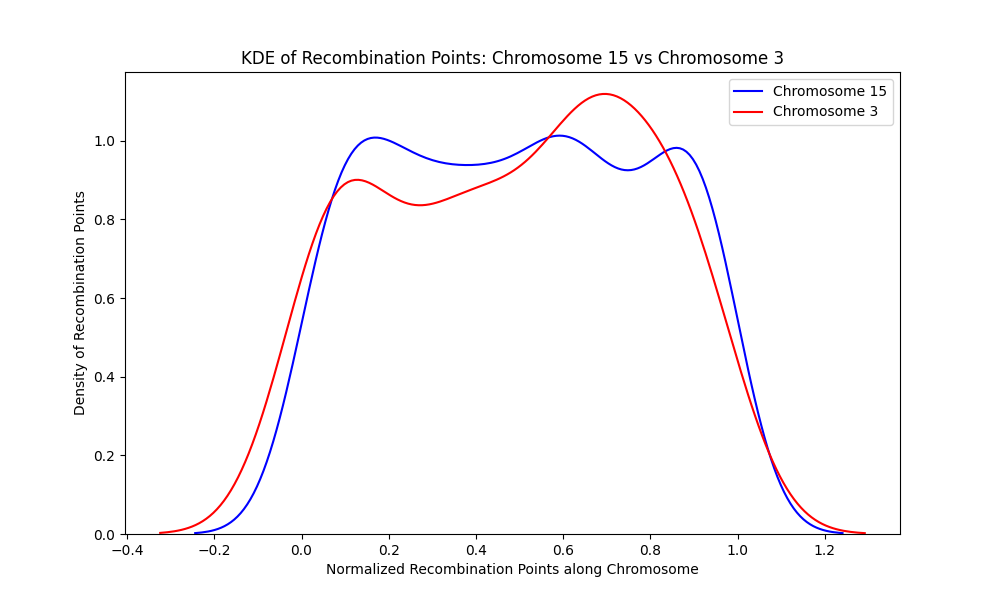 KDE of Recombination Points: Chromosome 15 vs Chromosome 3
Chromosome 15
Chromosome 3
Density of Recombination Points
1.0
0.8
0.6
0.4
0.2
0.0
−0.4 −0.2 0.0 0.2 0.4 0.6 0.8 1.0 1.2
Normalized Recombination Points along Chromosome